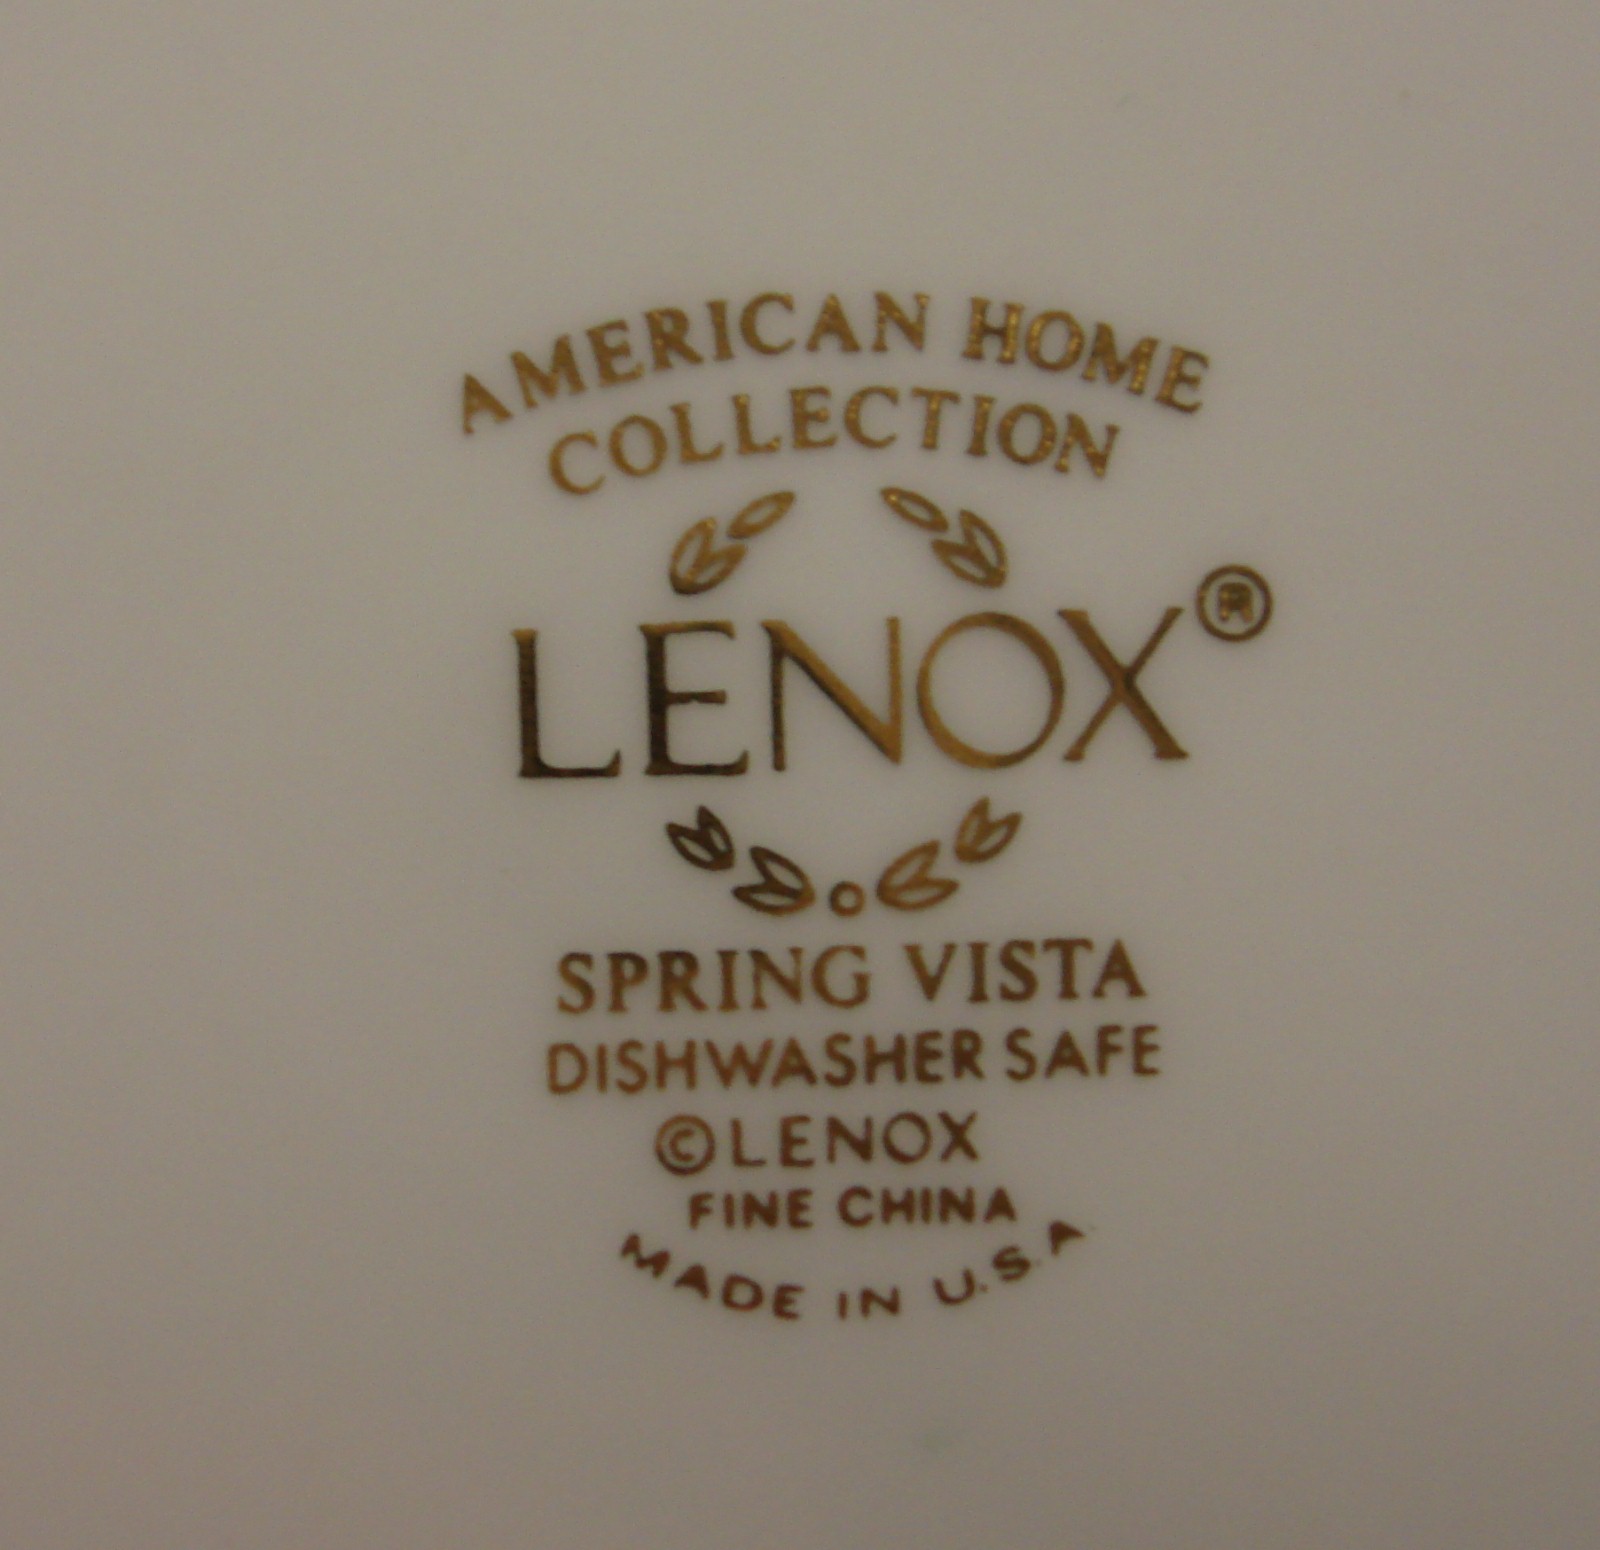 AMERICAN HOME
COLLECTION
LENOX®
SPRING VISTA
DISHWASHER SAFE
©LENOX
FINE CHINA
MADE IN U.S.A